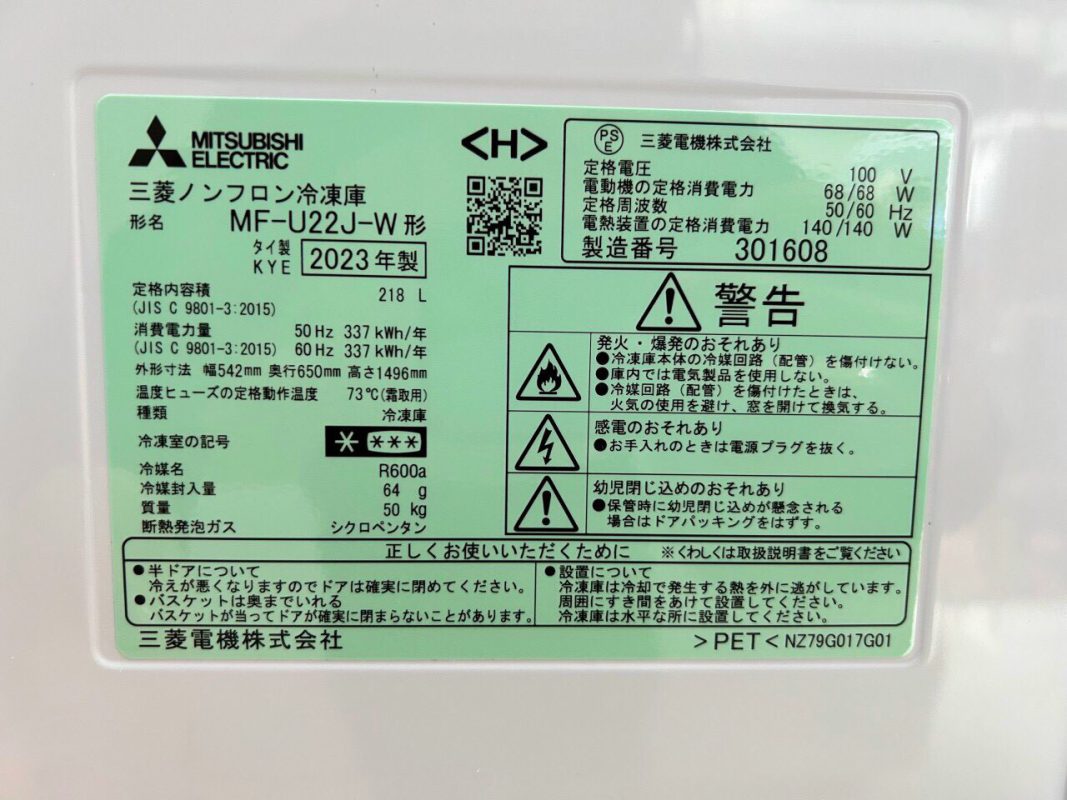 MITSUBISHI
ELECTRIC
三菱ノンフロン冷凍庫
形名 MF-U22J-W 形
タイ製
KYE 2023年製
定格内容積 218 L
(JIS C 9801-3:2015)
消費電力量 50 Hz 337 kWh/年
(JIS C 9801-3:2015) 60 Hz 337 kWh/年
外形寸法 幅542mm 奥行650mm 高さ1496mm
温度ヒューズの定格動作温度 73℃(霜取用)
種類 冷凍庫
冷凍室の記号 * ***
冷媒名 R600a
冷媒封入量 64 g
質量 50 kg
断熱発泡ガス シクロペンタン
<H>
PS
E 三菱電機株式会社
定格電圧 100 V
電動機の定格消費電力 68/68 W
定格周波数 50/60 Hz
電熱装置の定格消費電力 140/140 W
製造番号 301608
警告
発火・爆発のおそれあり
●冷凍庫本体の冷媒回路(配管)を傷付けない。
●庫内では電気製品を使用しない。
●冷媒回路(配管)を傷付けたときは、
火気の使用を避け、窓を開けて換気する。
感電のおそれあり
●お手入れのときは電源プラグを抜く。
幼児閉じ込めのおそれあり
●保管時に幼児閉じ込めが懸念される
場合はドアパッキングをはずす。
正しくお使いいただくために ※くわしくは取扱説明書をご覧ください
●半ドアについて
冷えが悪くなりますのでドアは確実に閉めてください。
●バスケットは奥までいれる
バスケットが当ってドアが確実に閉まらないことがあります。
●設置について
冷凍庫は冷却で発生する熱を外に逃がしています。
周囲にすき間をあけて設置してください。
冷凍庫は水平な所に設置してください。
三菱電機株式会社 >PET< NZ79G017G01